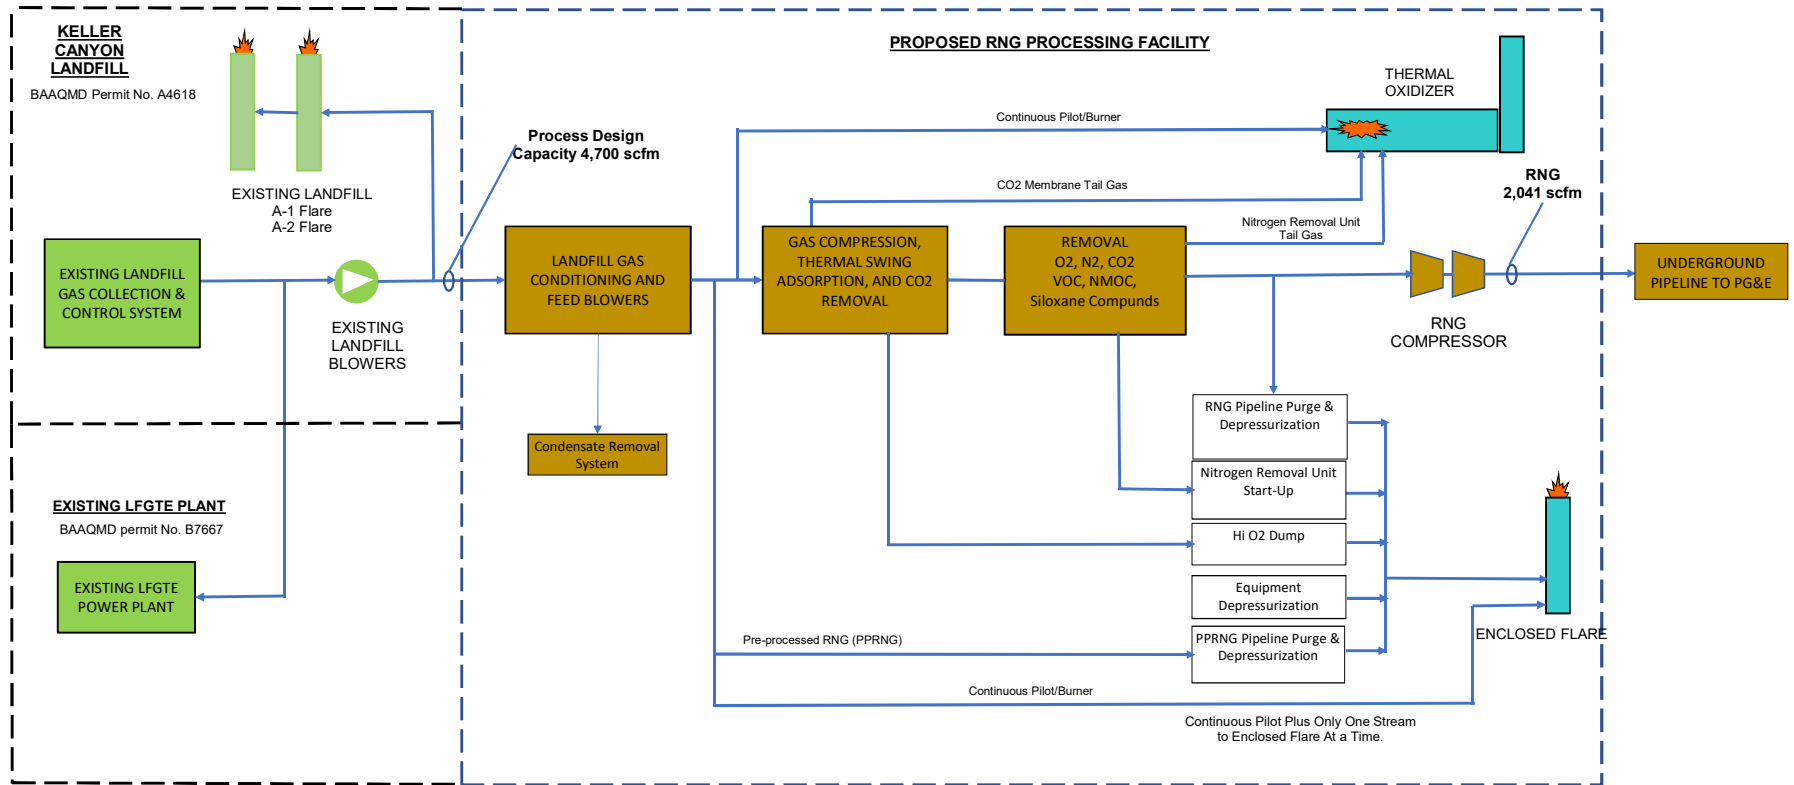 KELLER
CANYON
LANDFILL
BAAQMD Permit No. A4618
EXISTING LANDFILL
A-1 Flare
A-2 Flare
EXISTING LANDFILL
GAS COLLECTION &
CONTROL SYSTEM
EXISTING
LANDFILL
BLOWERS
EXISTING LFGTE PLANT
BAAQMD permit No. B7667
EXISTING LFGTE
POWER PLANT
PROPOSED RNG PROCESSING FACILITY
Process Design
Capacity 4,700 scfm
LANDFILL GAS
CONDITIONING AND
FEED BLOWERS
Condensate Removal
System
Continuous Pilot/Burner
THERMAL
OXIDIZER
CO2 Membrane Tail Gas
GAS COMPRESSION,
THERMAL SWING
ADSORPTION, AND CO2
REMOVAL
REMOVAL
O2, N2, CO2
VOC, NMOC,
Siloxane Compunds
Nitrogen Removal Unit
Tail Gas
RNG
2,041 scfm
RNG
COMPRESSOR
UNDERGROUND
PIPELINE TO PG&E
RNG Pipeline Purge &
Depressurization
Nitrogen Removal Unit
Start-Up
Hi O2 Dump
Equipment
Depressurization
Pre-processed RNG (PPRNG)
PPRNG Pipeline Purge &
Depressurization
ENCLOSED FLARE
Continuous Pilot/Burner
Continuous Pilot Plus Only One Stream
to Enclosed Flare At a Time.